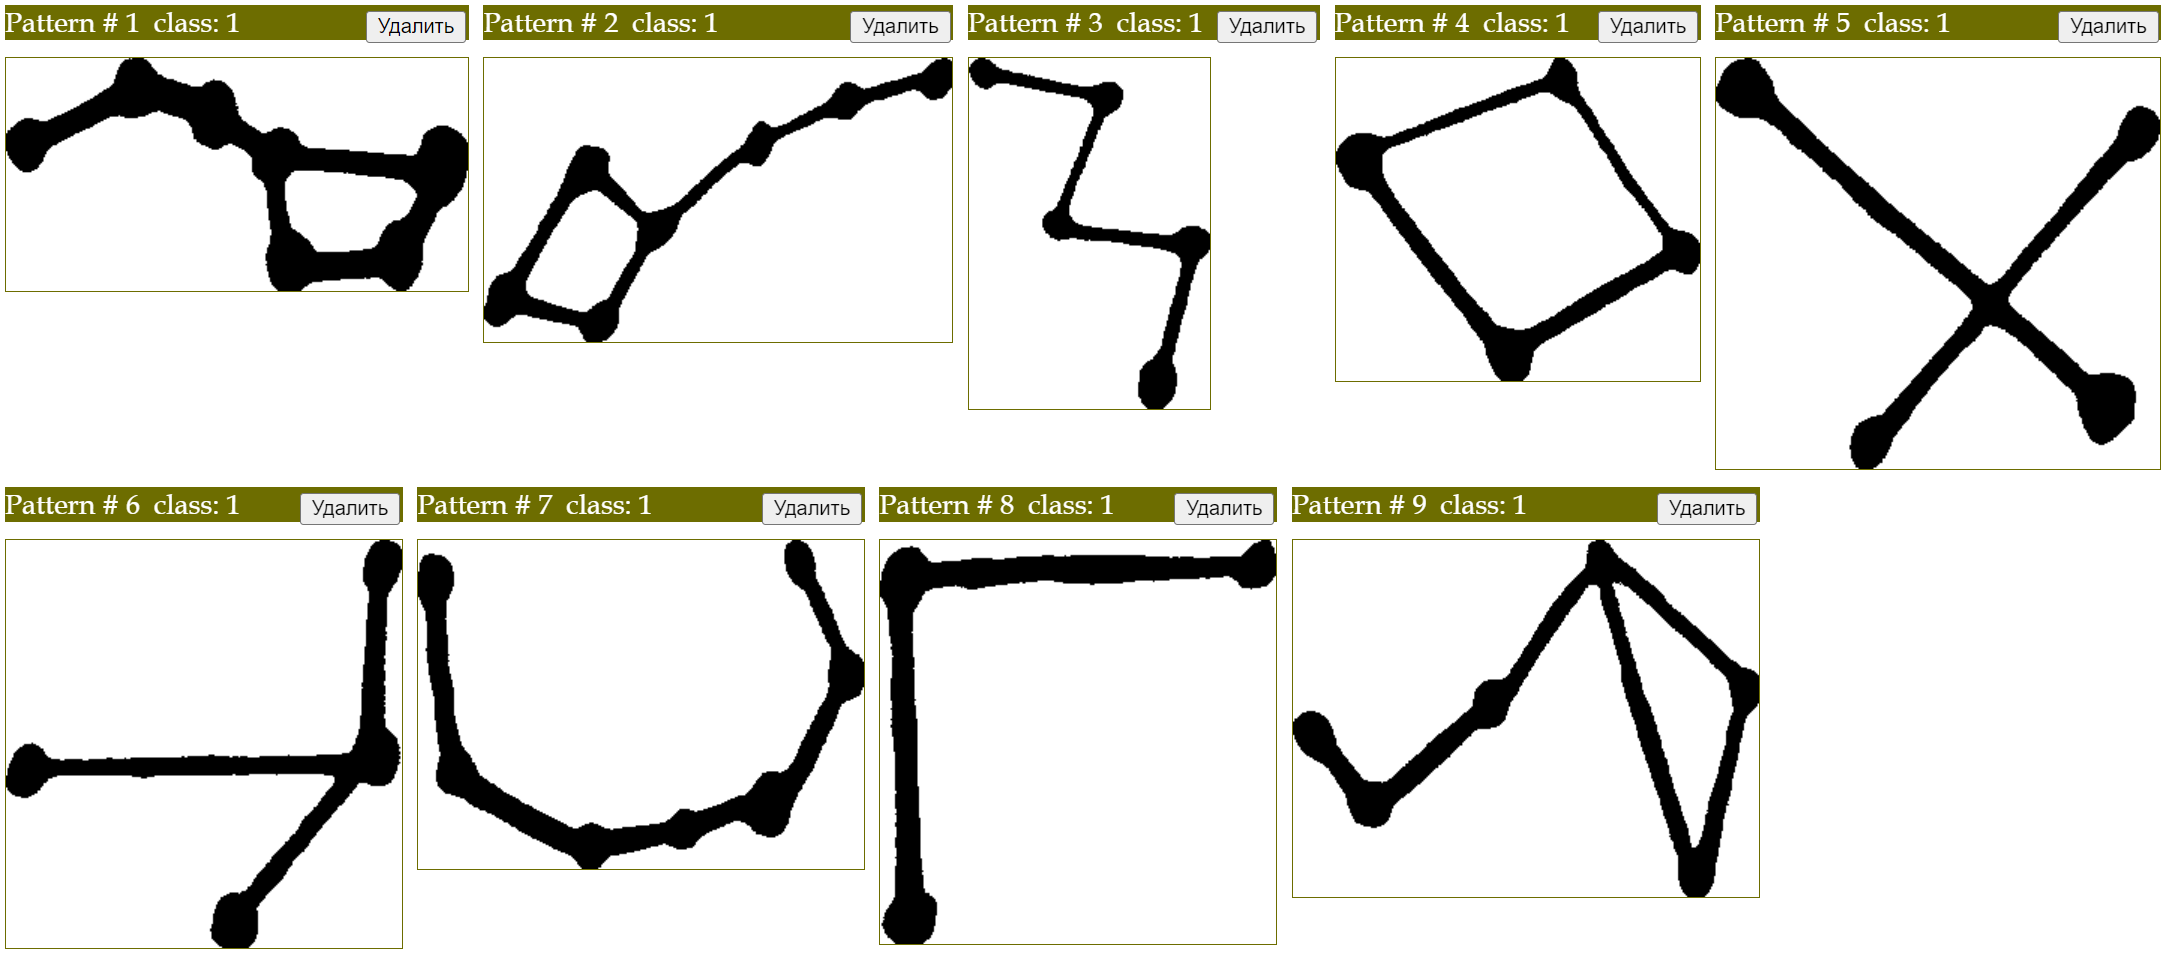 Pattern # 1 class: 1 Удалить
Pattern # 2 class: 1 Удалить
Pattern # 3 class: 1 Удалить
Pattern # 4 class: 1 Удалить
Pattern # 5 class: 1 Удалить
Pattern # 6 class: 1 Удалить
Pattern # 7 class: 1 Удалить
Pattern # 8 class: 1 Удалить
Pattern # 9 class: 1 Удалить